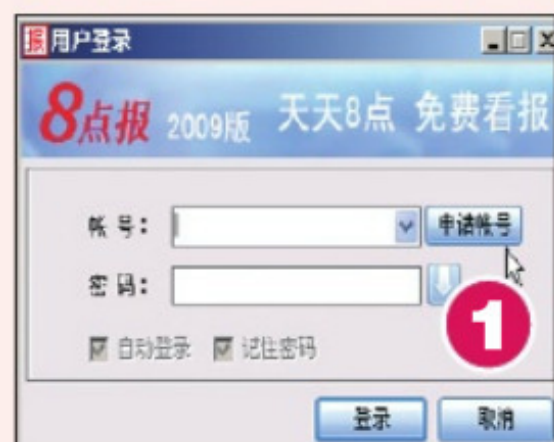 报 用户登录
8点报 2009版 天天8点 免费看报
帐 号： 申请帐号
密 码：
1
自动登录 记住密码
登录 取消